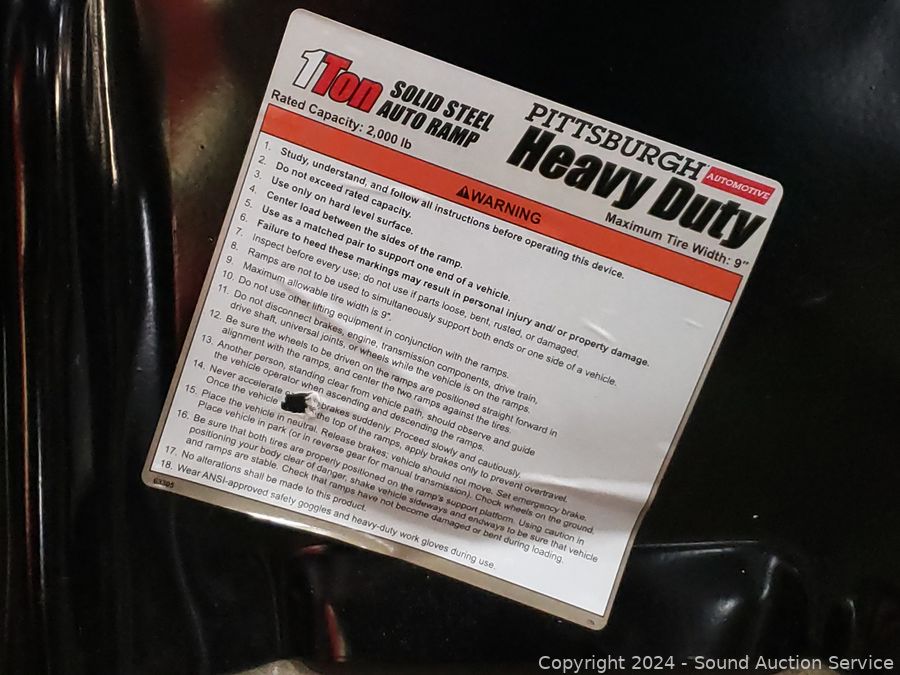 1Ton SOLID STEEL
AUTO RAMP
Rated Capacity: 2,000 lb
PITTSBURGH
AUTOMOTIVE
Heavy Duty
Maximum Tire Width: 9"
WARNING
1. Study, understand, and follow all instructions before operating this device.
2. Do not exceed rated capacity.
3. Use only on hard level surface.
4. Center load between the sides of the ramp.
5. Use as a matched pair to support one end of a vehicle.
6. Failure to heed these markings may result in personal injury and/ or property damage.
7. Inspect before every use; do not use if parts loose, bent, rusted, or damaged.
8. Ramps are not to be used to simultaneously support both ends or one side of a vehicle.
9. Maximum allowable tire width is 9".
10. Do not use other lifting equipment in conjunction with the ramps.
11. Do not disconnect brakes, engine, transmission components, drive train,
drive shaft, universal joints, or wheels while the vehicle is on the ramps.
12. Be sure the wheels to be driven on the ramps are positioned straight forward in
alignment with the ramps, and center the two ramps against the tires.
13. Another person, standing clear from vehicle path, should observe and guide
the vehicle operator when ascending and descending the ramps.
14. Never accelerate brakes suddenly. Proceed slowly and cautiously.
Once the vehicle the top of the ramps, apply brakes only to prevent overtravel.
15. Place the vehicle in neutral. Release brakes; vehicle should not move. Set emergency brake.
Place vehicle in park (or in reverse gear for manual transmission). Chock wheels on the ground.
16. Be sure that both tires are properly positioned on the ramp's support platform. Using caution in
positioning your body clear of danger, shake vehicle sideways and endways to be sure that vehicle
and ramps are stable. Check that ramps have not become damaged or bent during loading.
17. No alterations shall be made to this product.
18. Wear ANSI-approved safety goggles and heavy-duty work gloves during use.
63305
Copyright © 2024 - Sound Auction Service